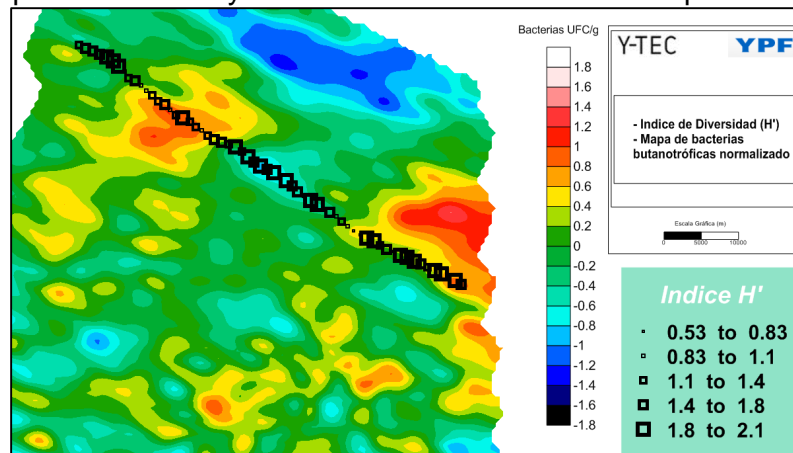 Bacterias UFC/g
1.8
1.6
1.4
1.2
1
0.8
0.6
0.4
0.2
0
-0.2
-0.4
-0.6
-0.8
-1
-1.2
-1.4
-1.6
-1.8
Y-TEC YPF
- Indice de Diversidad (H')
- Mapa de bacterias
butanotróficas normalizado
Escala Gráfica (m)
0 5000 10000
Indice H'
0.53 to 0.83
0.83 to 1.1
1.1 to 1.4
1.4 to 1.8
1.8 to 2.1